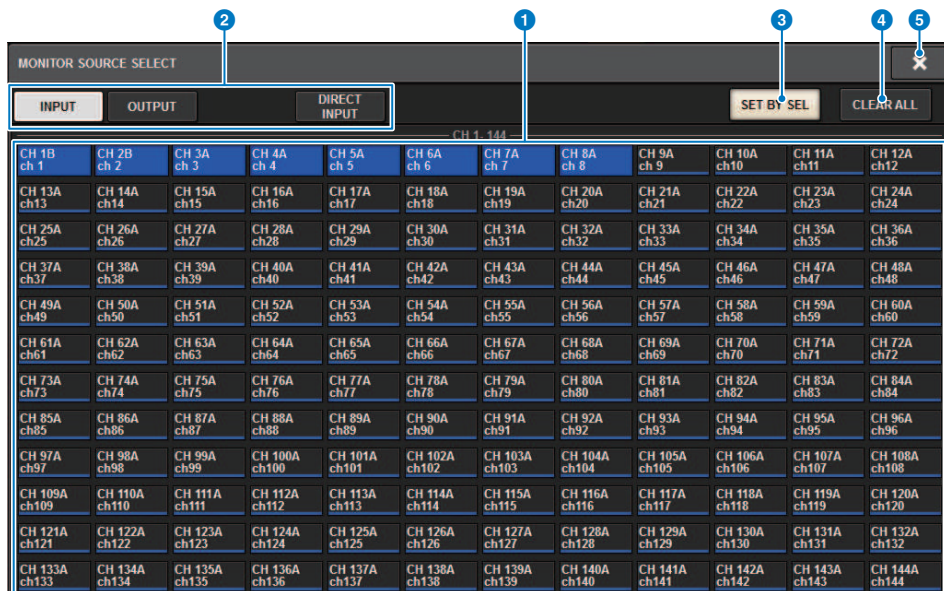 2 1 3 4 5
MONITOR SOURCE SELECT
INPUT OUTPUT DIRECT INPUT SET BY SEL CLEAR ALL
CH 1- 144
CH 1B CH 2B CH 3A CH 4A CH 5A CH 6A CH 7A CH 8A CH 9A CH 10A CH 11A CH 12A
ch 1 ch 2 ch 3 ch 4 ch 5 ch 6 ch 7 ch 8 ch 9 ch10 ch11 ch12
CH 13A CH 14A CH 15A CH 16A CH 17A CH 18A CH 19A CH 20A CH 21A CH 22A CH 23A CH 24A
ch13 ch14 ch15 ch16 ch17 ch18 ch19 ch20 ch21 ch22 ch23 ch24
CH 25A CH 26A CH 27A CH 28A CH 29A CH 30A CH 31A CH 32A CH 33A CH 34A CH 35A CH 36A
ch25 ch26 ch27 ch28 ch29 ch30 ch31 ch32 ch33 ch34 ch35 ch36
CH 37A CH 38A CH 39A CH 40A CH 41A CH 42A CH 43A CH 44A CH 45A CH 46A CH 47A CH 48A
ch37 ch38 ch39 ch40 ch41 ch42 ch43 ch44 ch45 ch46 ch47 ch48
CH 49A CH 50A CH 51A CH 52A CH 53A CH 54A CH 55A CH 56A CH 57A CH 58A CH 59A CH 60A
ch49 ch50 ch51 ch52 ch53 ch54 ch55 ch56 ch57 ch58 ch59 ch60
CH 61A CH 62A CH 63A CH 64A CH 65A CH 66A CH 67A CH 68A CH 69A CH 70A CH 71A CH 72A
ch61 ch62 ch63 ch64 ch65 ch66 ch67 ch68 ch69 ch70 ch71 ch72
CH 73A CH 74A CH 75A CH 76A CH 77A CH 78A CH 79A CH 80A CH 81A CH 82A CH 83A CH 84A
ch73 ch74 ch75 ch76 ch77 ch78 ch79 ch80 ch81 ch82 ch83 ch84
CH 85A CH 86A CH 87A CH 88A CH 89A CH 90A CH 91A CH 92A CH 93A CH 94A CH 95A CH 96A
ch85 ch86 ch87 ch88 ch89 ch90 ch91 ch92 ch93 ch94 ch95 ch96
CH 97A CH 98A CH 99A CH 100A CH 101A CH 102A CH 103A CH 104A CH 105A CH 106A CH 107A CH 108A
ch97 ch98 ch99 ch100 ch101 ch102 ch103 ch104 ch105 ch106 ch107 ch108
CH 109A CH 110A CH 111A CH 112A CH 113A CH 114A CH 115A CH 116A CH 117A CH 118A CH 119A CH 120A
ch109 ch110 ch111 ch112 ch113 ch114 ch115 ch116 ch117 ch118 ch119 ch120
CH 121A CH 122A CH 123A CH 124A CH 125A CH 126A CH 127A CH 128A CH 129A CH 130A CH 131A CH 132A
ch121 ch122 ch123 ch124 ch125 ch126 ch127 ch128 ch129 ch130 ch131 ch132
CH 133A CH 134A CH 135A CH 136A CH 137A CH 138A CH 139A CH 140A CH 141A CH 142A CH 143A CH 144A
ch133 ch134 ch135 ch136 ch137 ch138 ch139 ch140 ch141 ch142 ch143 ch144